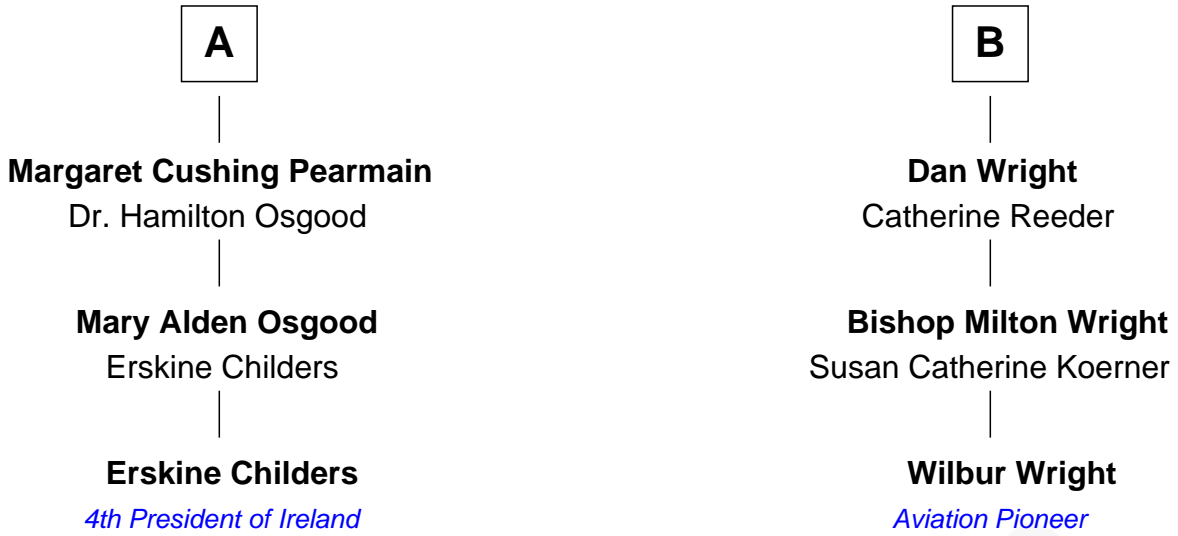 A
Margaret Cushing Pearmain
Dr. Hamilton Osgood
Mary Alden Osgood
Erskine Childers
Erskine Childers
4th President of Ireland
B
Dan Wright
Catherine Reeder
Bishop Milton Wright
Susan Catherine Koerner
Wilbur Wright
Aviation Pioneer